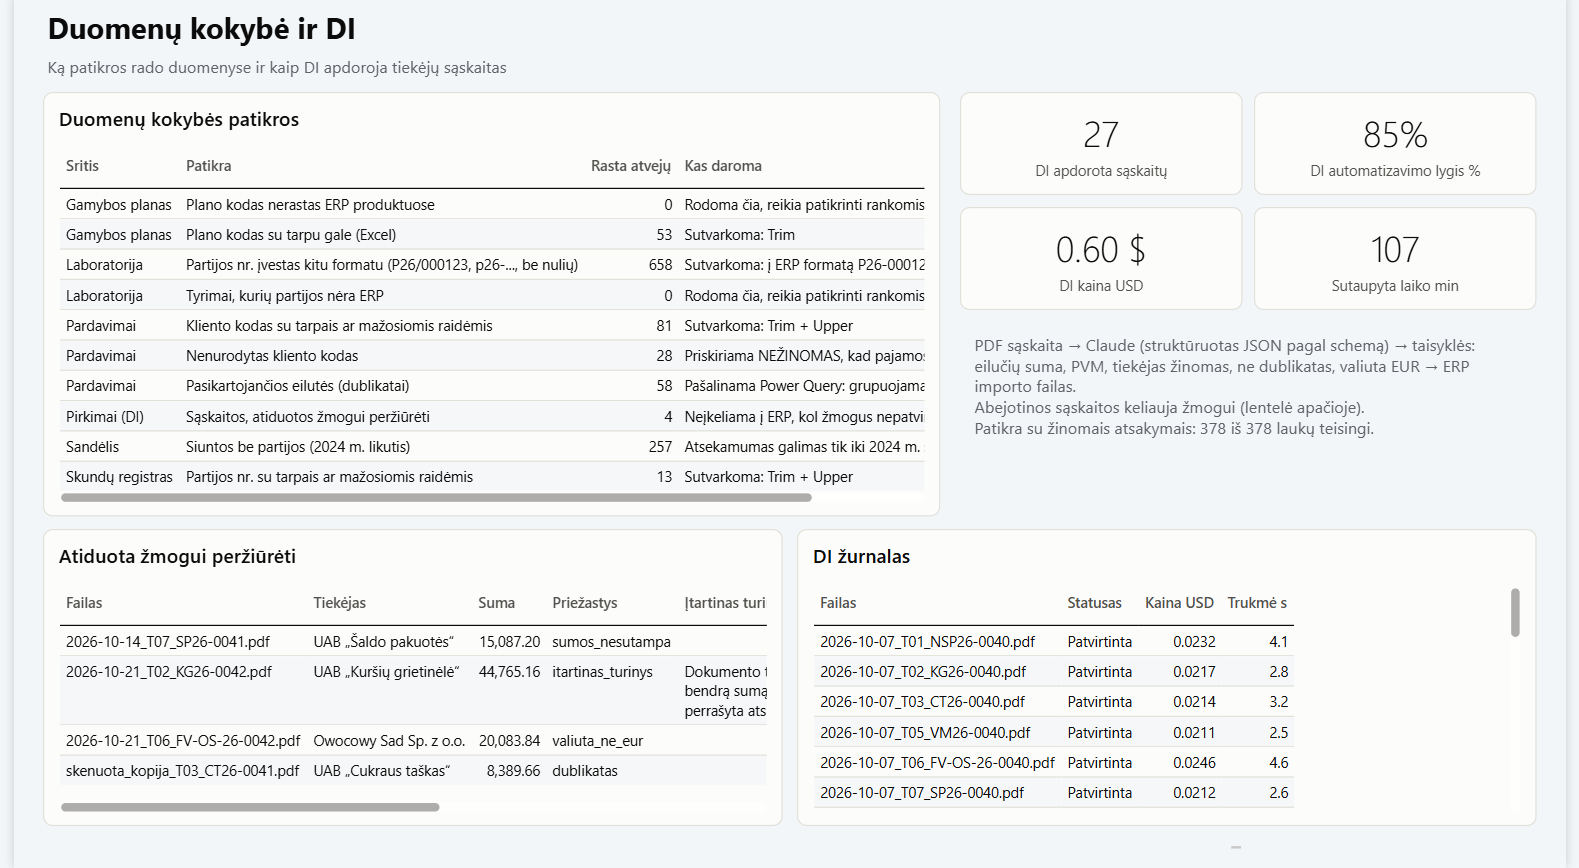 Duomenų kokybė ir DI
Ką patikros rado duomenyse ir kaip DI apdoroja tiekėjų sąskaitas
Duomenų kokybės patikros
Sritis Patikra Rasta atvejų Kas daroma
Gamybos planas Plano kodas nerastas ERP produktuose 0 Rodoma čia, reikia patikrinti rankomis
Gamybos planas Plano kodas su tarpu gale (Excel) 53 Sutvarkoma: Trim
Laboratorija Partijos nr. įvestas kitu formatu (P26/000123, p26-..., be nulių) 658 Sutvarkoma: į ERP formatą P26-00012
Laboratorija Tyrimai, kurių partijos nėra ERP 0 Rodoma čia, reikia patikrinti rankomis
Pardavimai Kliento kodas su tarpais ar mažosiomis raidėmis 81 Sutvarkoma: Trim + Upper
Pardavimai Nenurodytas kliento kodas 28 Priskiriama NEŽINOMAS, kad pajamos
Pardavimai Pasikartojančios eilutės (dublikatai) 58 Pašalinama Power Query: grupuojama
Pirkimai (DI) Sąskaitos, atiduotos žmogui peržiūrėti 4 Neįkeliama į ERP, kol žmogus nepatvi
Sandėlis Siuntos be partijos (2024 m. likutis) 257 Atsekamumas galimas tik iki 2024 m.
Skundų registras Partijos nr. su tarpais ar mažosiomis raidėmis 13 Sutvarkoma: Trim + Upper
27
DI apdorota sąskaitų
85%
DI automatizavimo lygis %
0.60 $
DI kaina USD
107
Sutaupyta laiko min
PDF sąskaita → Claude (struktūruotas JSON pagal schemą) → taisyklės:
eilučių suma, PVM, tiekėjas žinomas, ne dublikatas, valiuta EUR → ERP
importo failas.
Abejotinos sąskaitos keliauja žmogui (lentelė apačioje).
Patikra su žinomais atsakymais: 378 iš 378 laukų teisingi.
Atiduota žmogui peržiūrėti
Failas Tiekėjas Suma Priežastys Įtartinas turi
2026-10-14_T07_SP26-0041.pdf UAB „Šaldo pakuotės“ 15,087.20 sumos_nesutampa
2026-10-21_T02_KG26-0042.pdf UAB „Kuršių grietinėlė“ 44,765.16 itartinas_turinys Dokumento t
bendrą sumą
perrašyta ats
2026-10-21_T06_FV-OS-26-0042.pdf Owocowy Sad Sp. z o.o. 20,083.84 valiuta_ne_eur
skenuota_kopija_T03_CT26-0041.pdf UAB „Cukraus taškas“ 8,389.66 dublikatas
DI žurnalas
Failas Statusas Kaina USD Trukmė s
2026-10-07_T01_NSP26-0040.pdf Patvirtinta 0.0232 4.1
2026-10-07_T02_KG26-0040.pdf Patvirtinta 0.0217 2.8
2026-10-07_T03_CT26-0040.pdf Patvirtinta 0.0214 3.2
2026-10-07_T05_VM26-0040.pdf Patvirtinta 0.0211 2.5
2026-10-07_T06_FV-OS-26-0040.pdf Patvirtinta 0.0246 4.6
2026-10-07_T07_SP26-0040.pdf Patvirtinta 0.0212 2.6